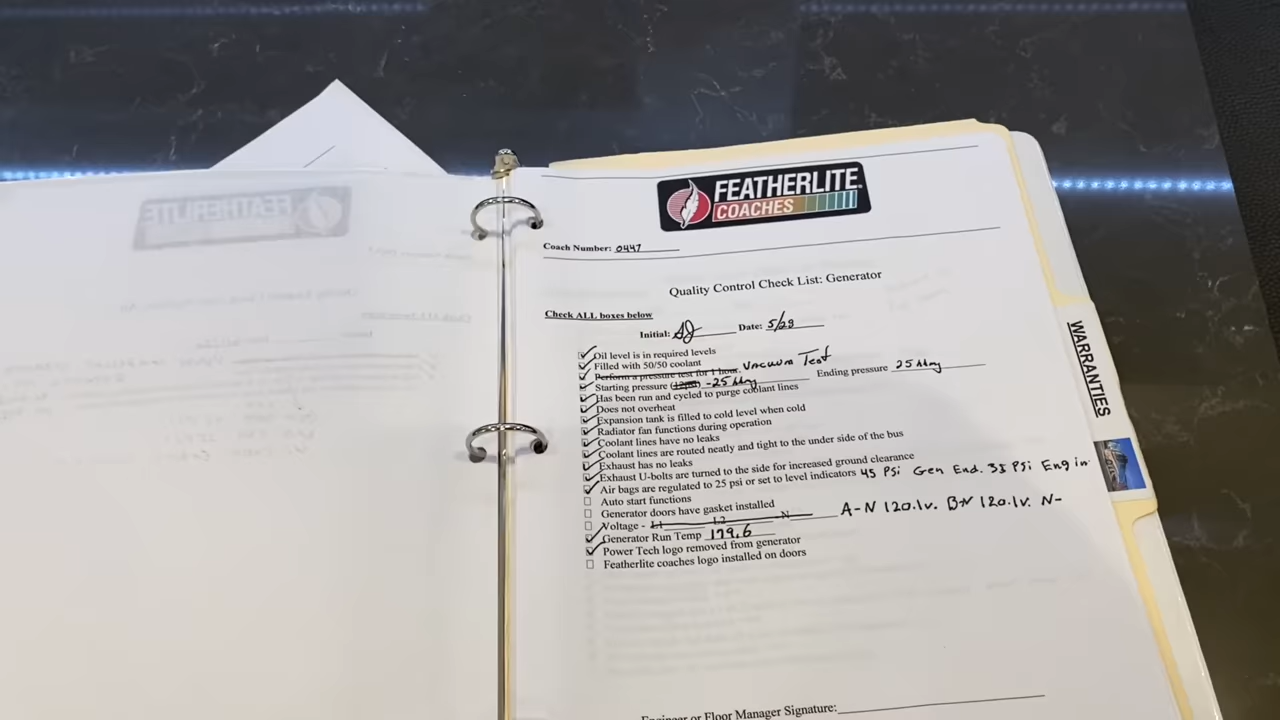 FEATHERLITE
COACHES
Coach Number: 0447
Quality Control Check List: Generator
Check ALL boxes below
Initial: Date: 5/28
Oil level is in required levels
Filled with 50/50 coolant
Perform a pressure test for 1 hour. Vacuum Test
Starting pressure -25 Ending pressure 25
Has been run and cycled to purge coolant lines
Does not overheat
Expansion tank is filled to cold level when cold
Radiator fan functions during operation
Coolant lines have no leaks
Coolant lines are routed neatly and tight to the under side of the bus
Exhaust has no leaks
Exhaust U-bolts are turned to the side for increased ground clearance
Air bags are regulated to 25 psi or set to level indicators 45 Psi Gen End. 35 Psi Engin
Auto start functions
Generator doors have gasket installed
Voltage - L1 L2 N A-N 120.1v. B-N 120.1v. N-
Generator Run Temp 179.6
Power Tech logo removed from generator
Featherlite coaches logo installed on doors
Engineer or Floor Manager Signature:
WARRANTIES